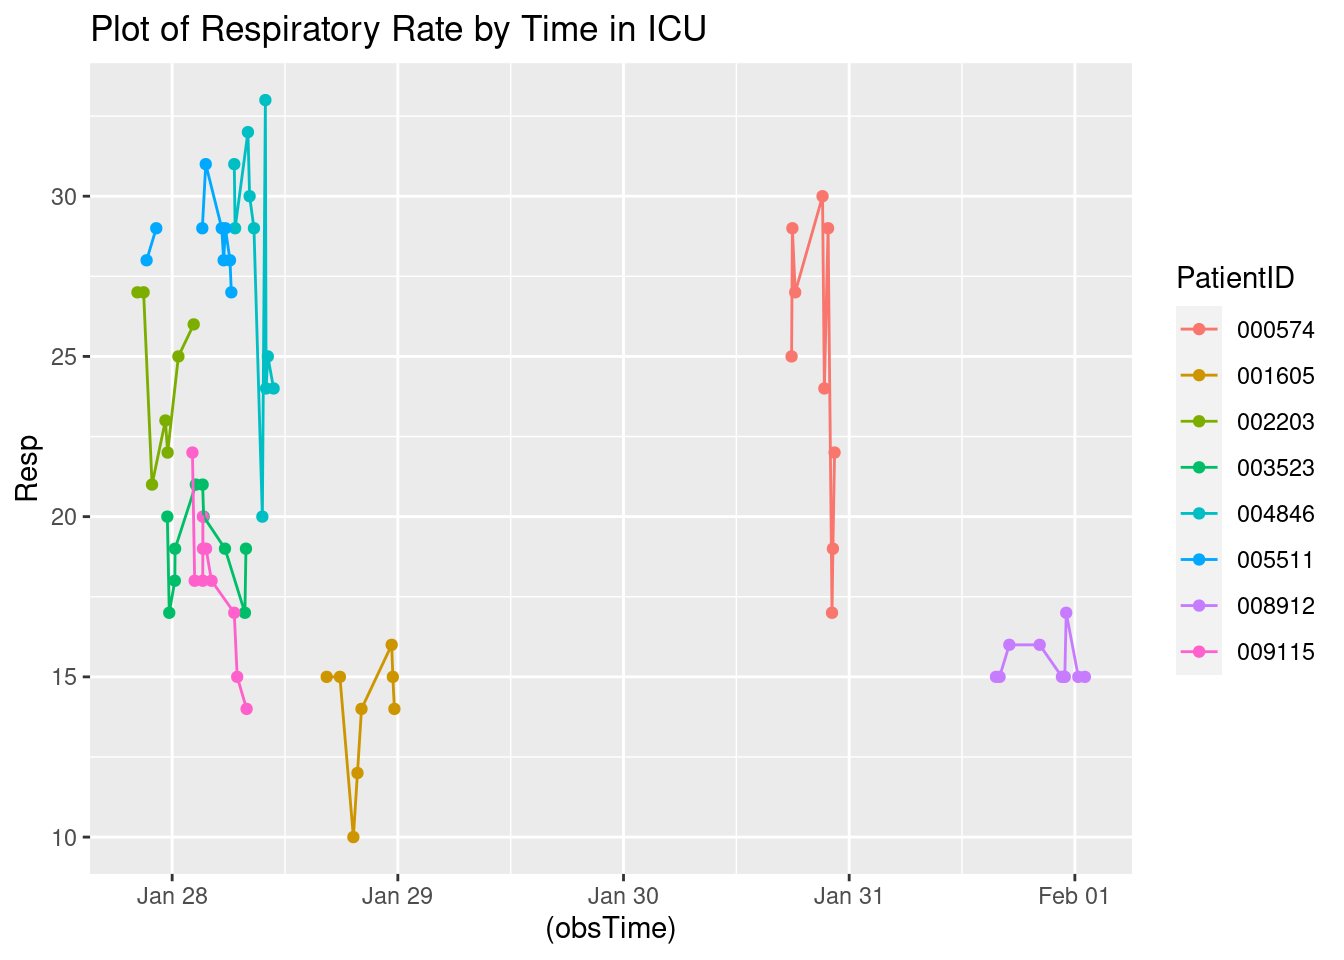 Plot of Respiratory Rate by Time in ICU
Resp
30
25
20
15
10
Jan 28
Jan 29
Jan 30
Jan 31
Feb 01
(obsTime)
PatientID
000574
001605
002203
003523
004846
005511
008912
009115